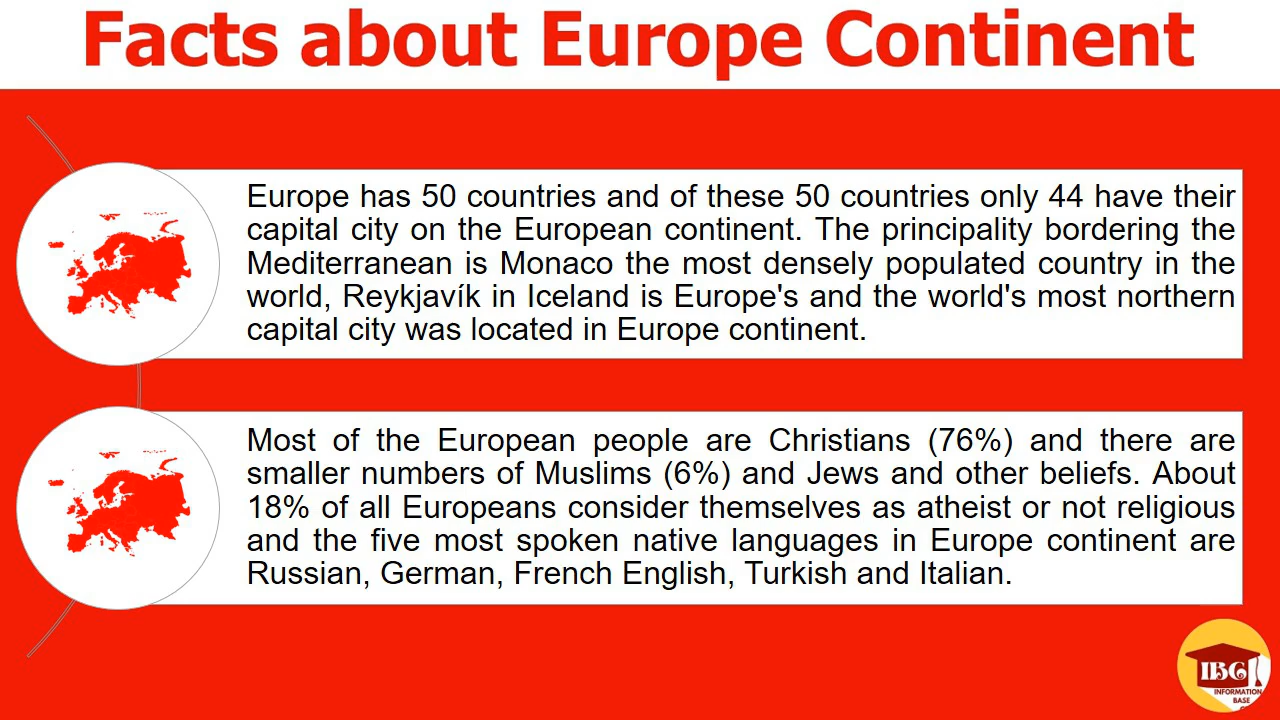 Facts about Europe Continent
Europe has 50 countries and of these 50 countries only 44 have their
capital city on the European continent. The principality bordering the
Mediterranean is Monaco the most densely populated country in the
world, Reykjavík in Iceland is Europe's and the world's most northern
capital city was located in Europe continent.
Most of the European people are Christians (76%) and there are
smaller numbers of Muslims (6%) and Jews and other beliefs. About
18% of all Europeans consider themselves as atheist or not religious
and the five most spoken native languages in Europe continent are
Russian, German, French English, Turkish and Italian.
IBG
INFORMATION
BASE